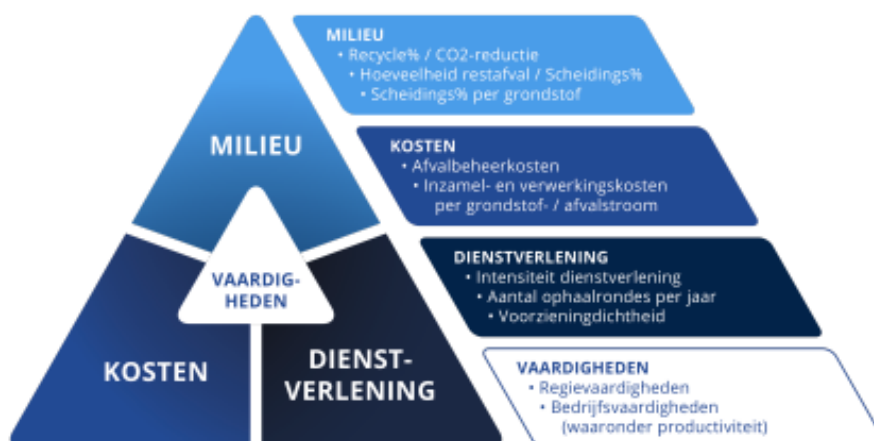 MILIEU
VAARDIG-
HEDEN
KOSTEN
DIENST-
VERLENING
MILIEU
• Recycle% / CO2-reductie
• Hoeveelheid restafval / Scheidings%
• Scheidings% per grondstof
KOSTEN
• Afvalbeheerkosten
• Inzamel- en verwerkingskosten
per grondstof- / afvalstroom
DIENSTVERLENING
• Intensiteit dienstverlening
• Aantal ophaalrondes per jaar
• Voorzieningdichtheid
VAARDIGHEDEN
• Regievaardigheden
• Bedrijfsvaardigheden
(waaronder productiviteit)